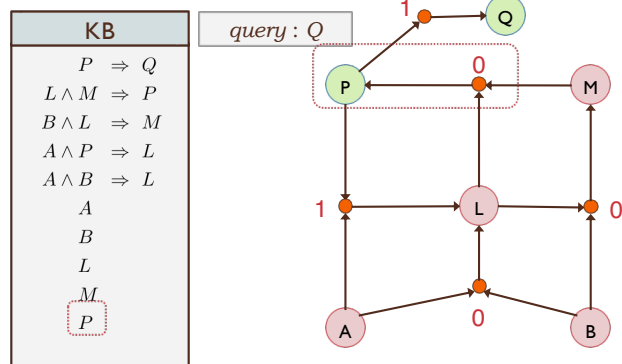 KB
P ⇒ Q
L ∧ M ⇒ P
B ∧ L ⇒ M
A ∧ P ⇒ L
A ∧ B ⇒ L
A
B
L
M
P
query : Q
1
Q
0
P
M
1
L
0
0
A
B